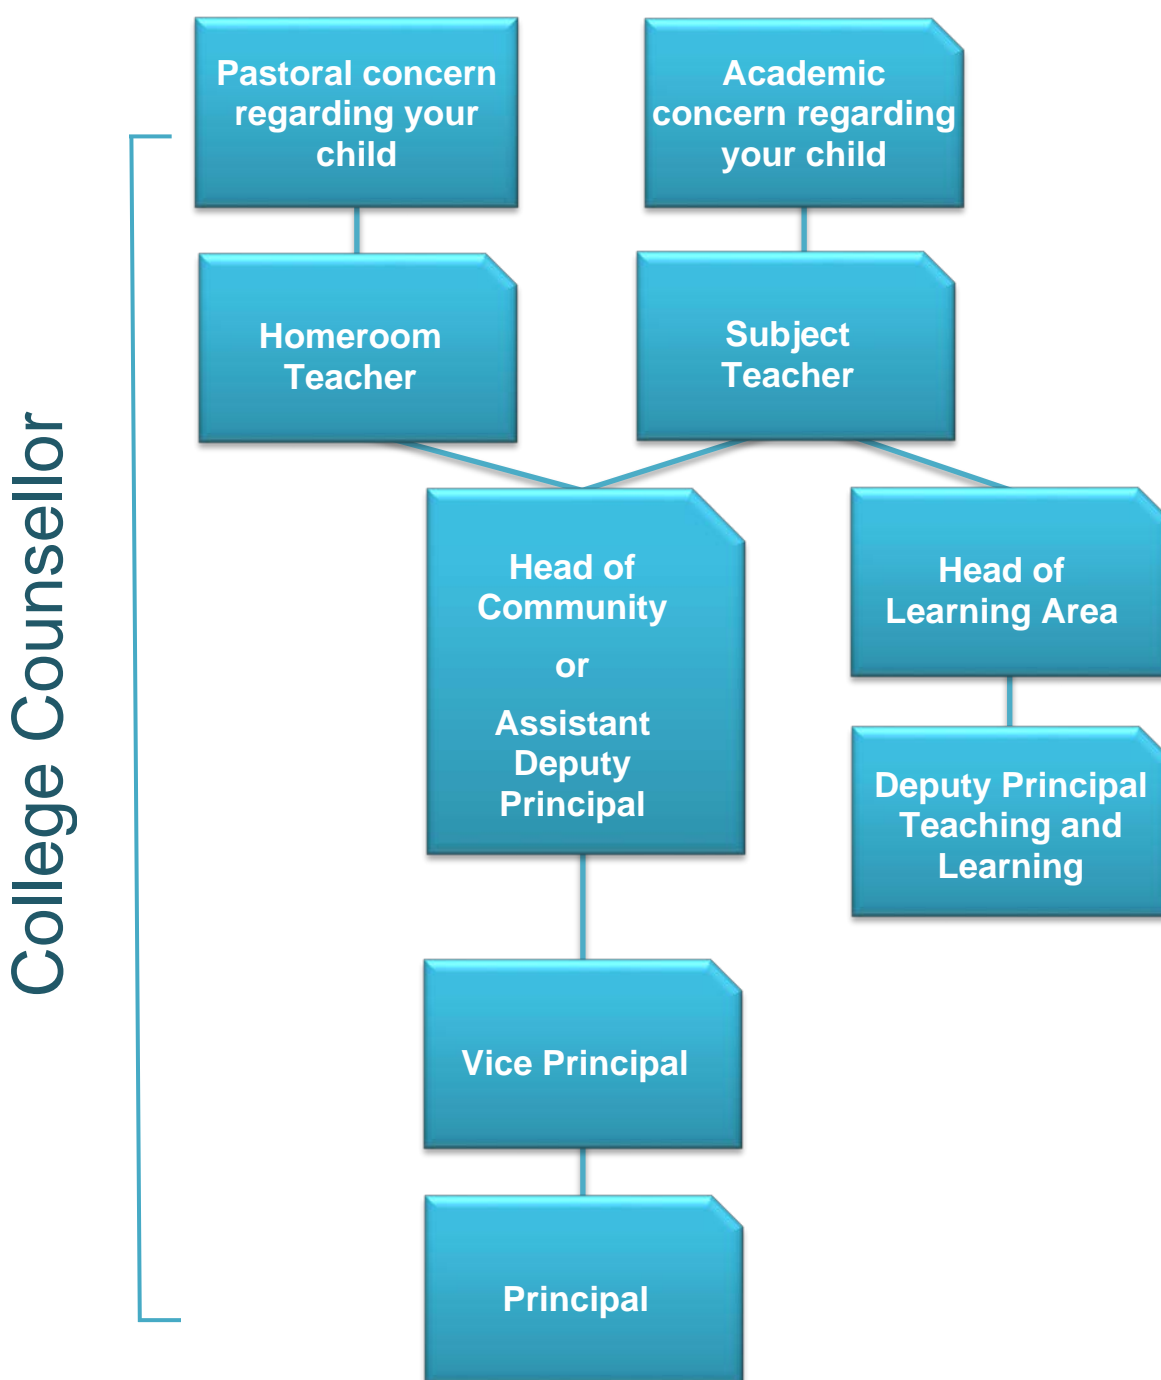 Pastoral concern
regarding your
child
Academic
concern regarding
your child
Homeroom
Teacher
Subject
Teacher
College Counsellor
Head of
Community
or
Assistant
Deputy
Principal
Head of
Learning Area
Deputy Principal
Teaching and
Learning
Vice Principal
Principal